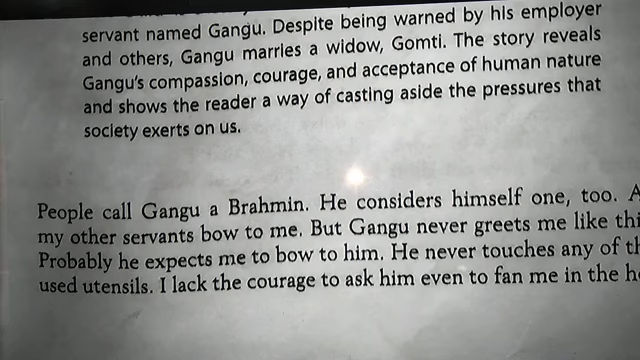 servant named Gangu. Despite being warned by his employer
and others, Gangu marries a widow, Gomti. The story reveals
Gangu's compassion, courage, and acceptance of human nature
and shows the reader a way of casting aside the pressures that
society exerts on us.
People call Gangu a Brahmin. He considers himself one, too.
my other servants bow to me. But Gangu never greets me like
Probably he expects me to bow to him. He never touches any of
used utensils. I lack the courage to ask him even to fan me in the